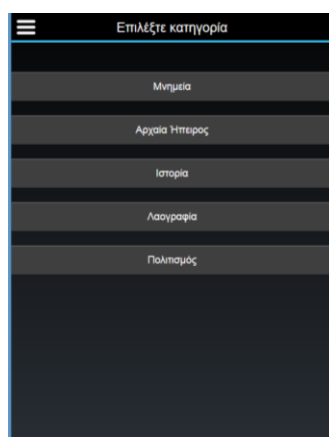 Επιλέξτε κατηγορία
Μνημεία
Αρχαία Ήπειρος
Ιστορία
Λαογραφία
Πολιτισμός